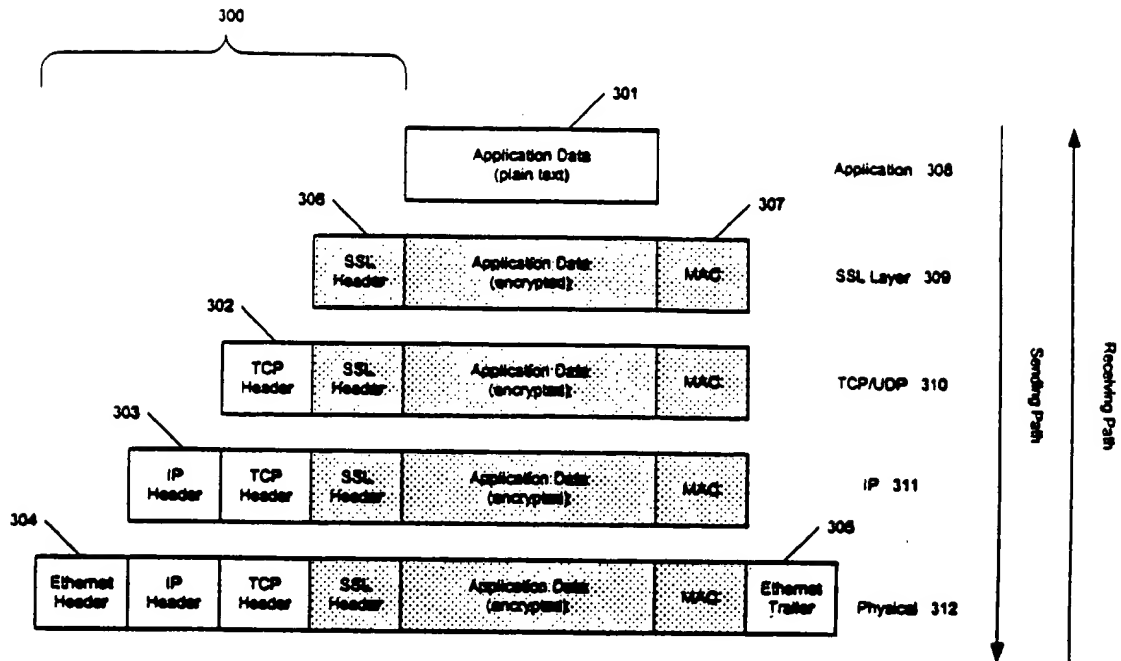 300
301
Application Data
(plain text)
Application 308
306
307
SSL
Header
Application Data
(encrypted)
MAC
SSL Layer 309
302
TCP
Header
SSL
Header
Application Data
(encrypted)
MAC
TCP/UDP 310
303
IP
Header
TCP
Header
SSL
Header
Application Data
(encrypted)
MAC
IP 311
304
305
Ethernet
Header
IP
Header
TCP
Header
SSL
Header
Application Data
(encrypted)
MAC
Ethernet
Trailer
Physical 312
Sending Path
Receiving Path